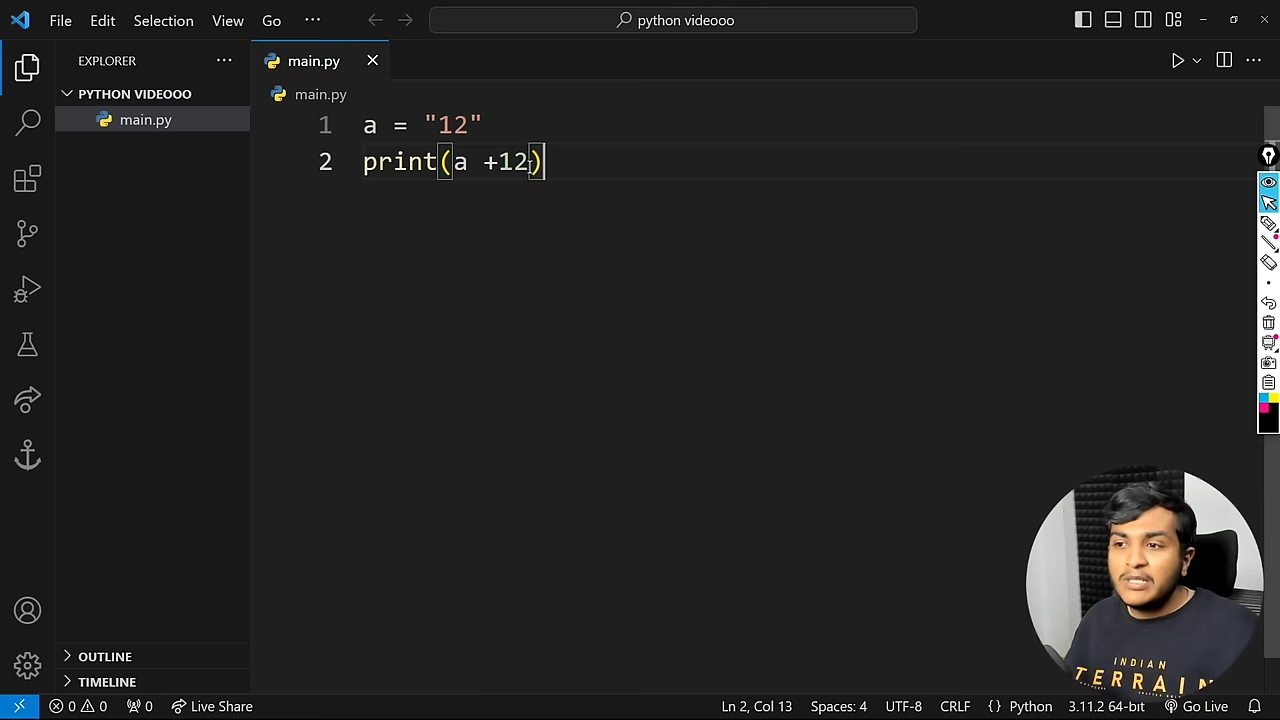 File Edit Selection View Go ··· python videooo
EXPLORER ···
PYTHON VIDEOOO
main.py
OUTLINE
TIMELINE
main.py
main.py
1 a = "12"
2 print(a +12)
INDIAN
TERRAIN
0 0 0 Live Share Ln 2, Col 13 Spaces: 4 UTF-8 CRLF {} Python 3.11.2 64-bit Go Live